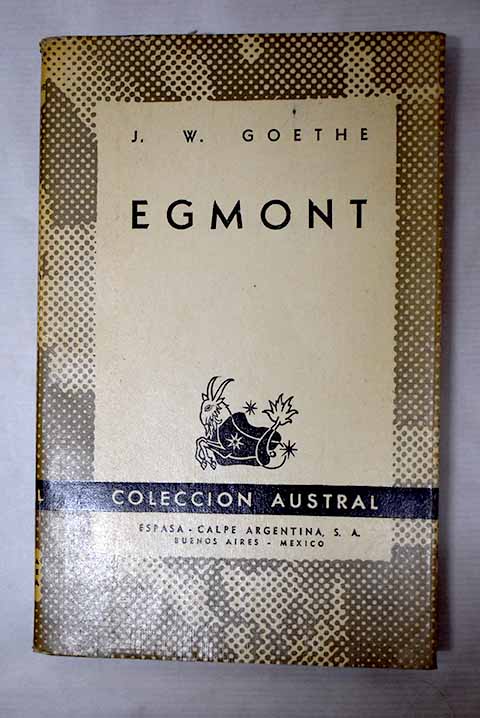 J. W. GOETHE
EGMONT
COLECCION AUSTRAL
ESPASA - CALPE ARGENTINA, S. A.
BUENOS AIRES - MEXICO